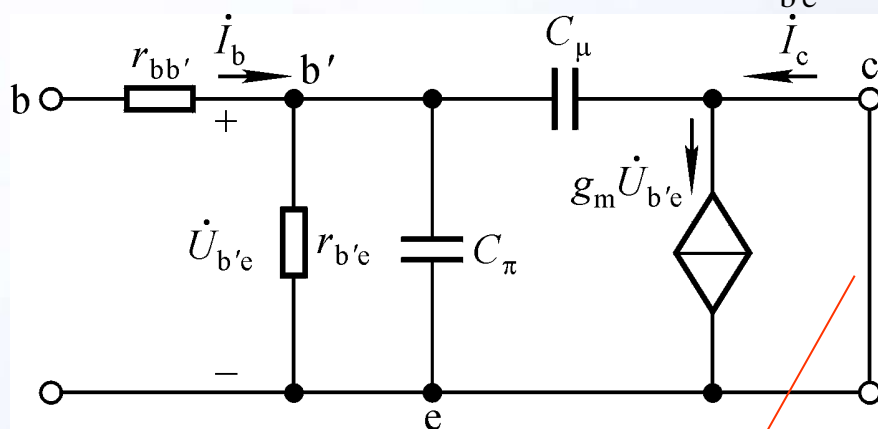 b e
r_bb′ İ_b b′ C_μ İ_c c
b
+
g_m U̇_b′e
U̇_b′e r_b′e C_π
−
e